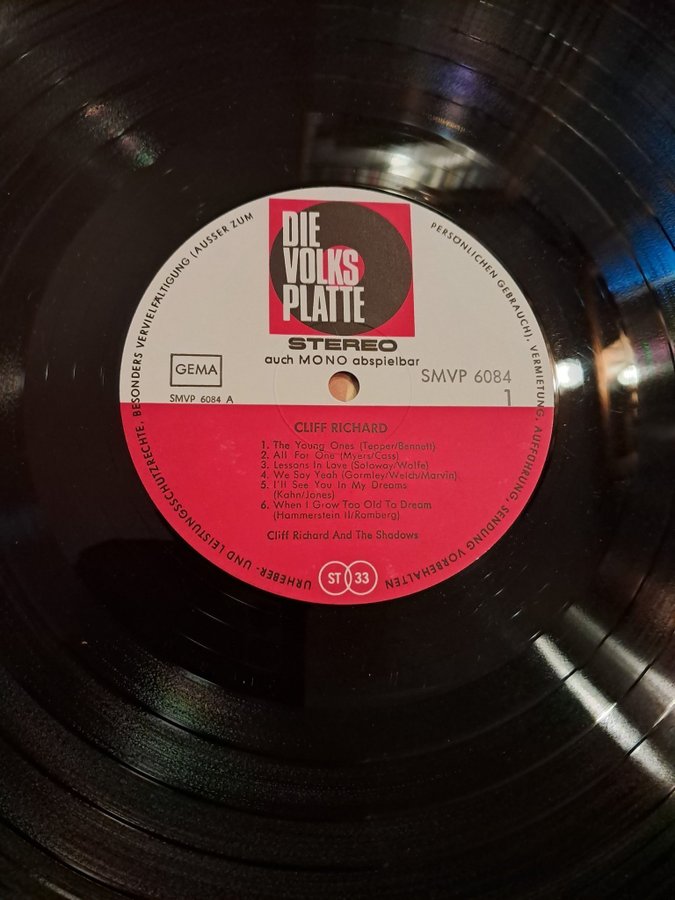 DIE
VOLKS
PLATTE
STEREO
auch MONO abspielbar
GEMA
SMVP 6084
SMVP 6084 A
1
CLIFF RICHARD
1. The Young Ones (Tepper/Bennett)
2. All For One (Myers/Cass)
3. Lessons In Love (Soloway/Wolfe)
4. We Say Yeah (Gormley/Welch/Marvin)
5. I'll See You In My Dreams
(Kahn/Jones)
6. When I Grow Too Old To Dream
(Hammerstein II/Romberg)
Cliff Richard And The Shadows
ST 33
URHEBER- UND LEISTUNGSSCHUTZRECHTE, BESONDERS VERVIELFÄLTIGUNG (AUSSER ZUM PERSÖNLICHEN GEBRAUCH), VERMIETUNG, AUFFÜHRUNG, SENDUNG VORBEHALTEN